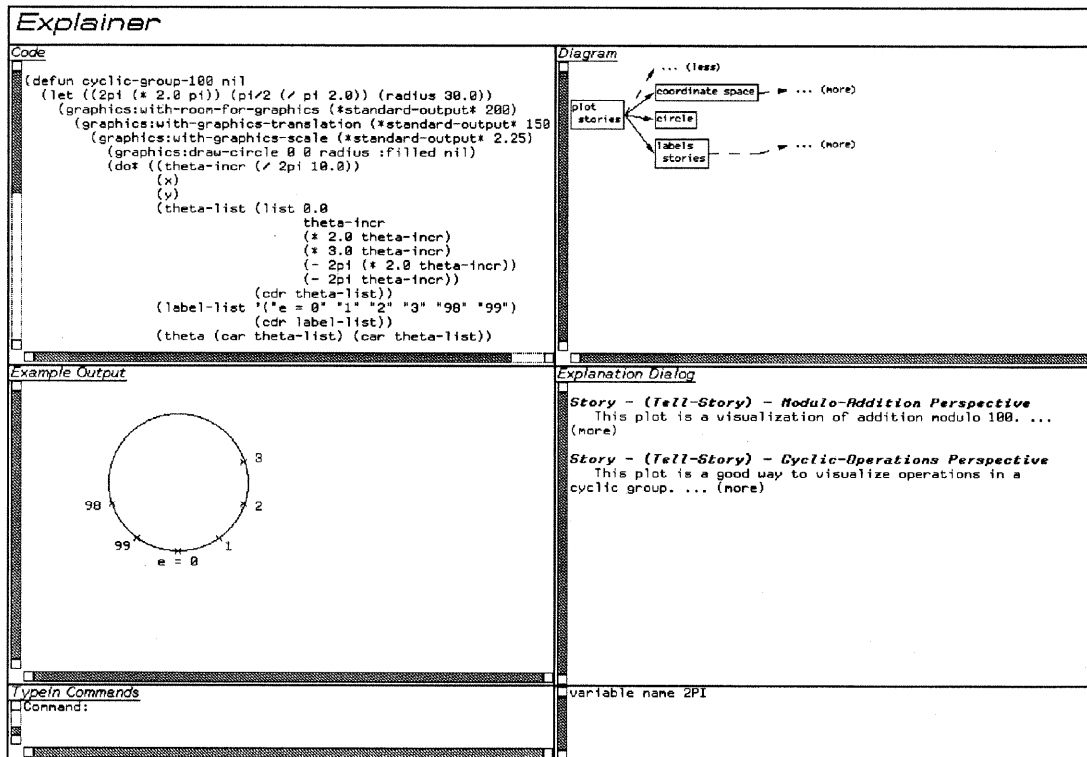 Explainer
Code
(defun cyclic-group-100 nil
(let ((2pi (* 2.0 pi)) (pi/2 (/ pi 2.0)) (radius 30.0))
(graphics:with-room-for-graphics (*standard-output* 200)
(graphics:with-graphics-translation (*standard-output* 150
(graphics:with-graphics-scale (*standard-output* 2.25)
(graphics:draw-circle 0 0 radius :filled nil)
(do* ((theta-incr (/ 2pi 10.0))
(x)
(y)
(theta-list (list 0.0
theta-incr
(* 2.0 theta-incr)
(* 3.0 theta-incr)
(- 2pi (* 2.0 theta-incr))
(- 2pi theta-incr))
(cdr theta-list))
(label-list '("e = 0" "1" "2" "3" "98" "99")
(cdr label-list))
(theta (car theta-list) (car theta-list))
Diagram
... (less)
coordinate space
... (more)
plot
stories
circle
labels
stories
... (more)
Example Output
3
98
2
99
1
e = 0
Explanation Dialog
Story - (Tell-Story) - Modulo-Addition Perspective
This plot is a visualization of addition modulo 100. ...
(more)
Story - (Tell-Story) - Cyclic-Operations Perspective
This plot is a good way to visualize operations in a
cyclic group. ... (more)
Typein Commands
Command:
variable name 2PI